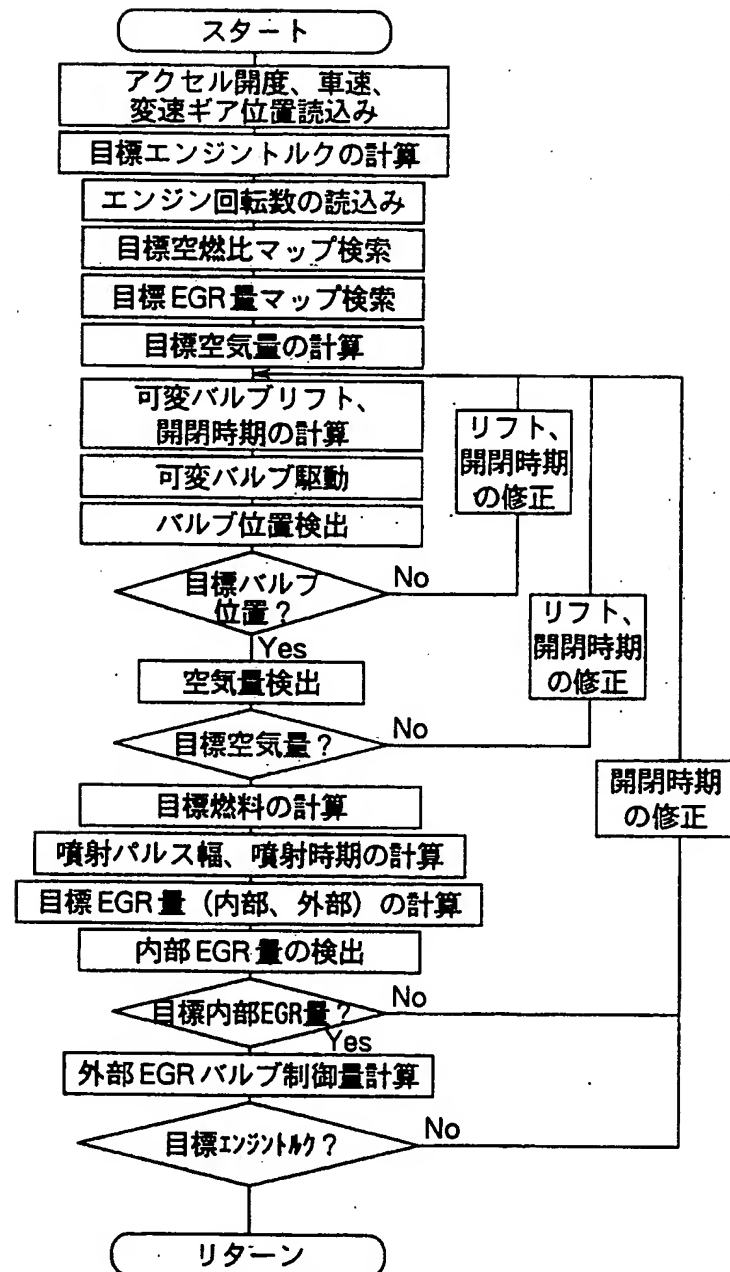 スタート
アクセル開度、車速、
変速ギア位置読込み
目標エンジントルクの計算
エンジン回転数の読込み
目標空燃比マップ検索
目標EGR量マップ検索
目標空気量の計算
可変バルブリフト、
開閉時期の計算
可変バルブ駆動
バルブ位置検出
リフト、
開閉時期
の修正
目標バルブ
位置?
No
Yes
リフト、
開閉時期
の修正
空気量検出
目標空気量?
No
開閉時期
の修正
目標燃料の計算
噴射パルス幅、噴射時期の計算
目標EGR量(内部、外部)の計算
内部EGR量の検出
目標内部EGR量?
No
Yes
外部EGRバルブ制御量計算
目標エンジントルク?
No
リターン